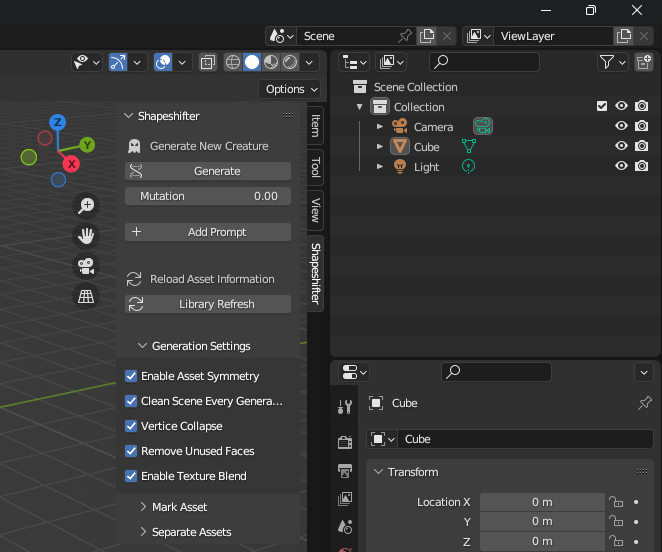 Scene
ViewLayer
Options
Scene Collection
Collection
Camera
Cube
Light
Z
Y
X
Shapeshifter
Generate New Creature
Generate
Mutation 0.00
Add Prompt
Reload Asset Information
Library Refresh
Generation Settings
Enable Asset Symmetry
Clean Scene Every Genera...
Vertice Collapse
Remove Unused Faces
Enable Texture Blend
Mark Asset
Separate Assets
Item
Tool
View
Shapeshifter
Cube
Cube
Transform
Location X 0 m
Y 0 m
Z 0 m